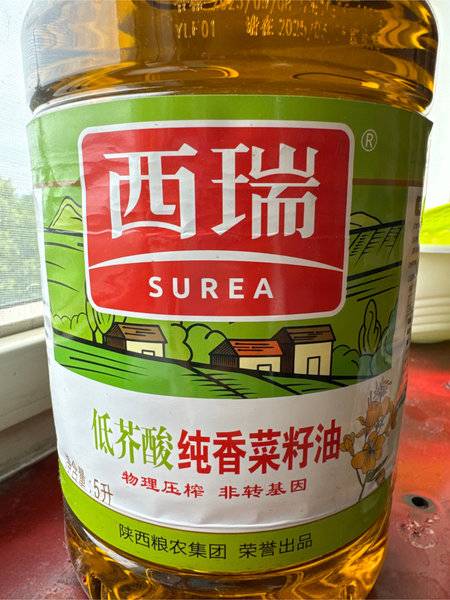 YLF01
西瑞
®
SUREA
低芥酸纯香菜籽油
净含量:5升
物理压榨 非转基因
陕西粮农集团 荣誉出品